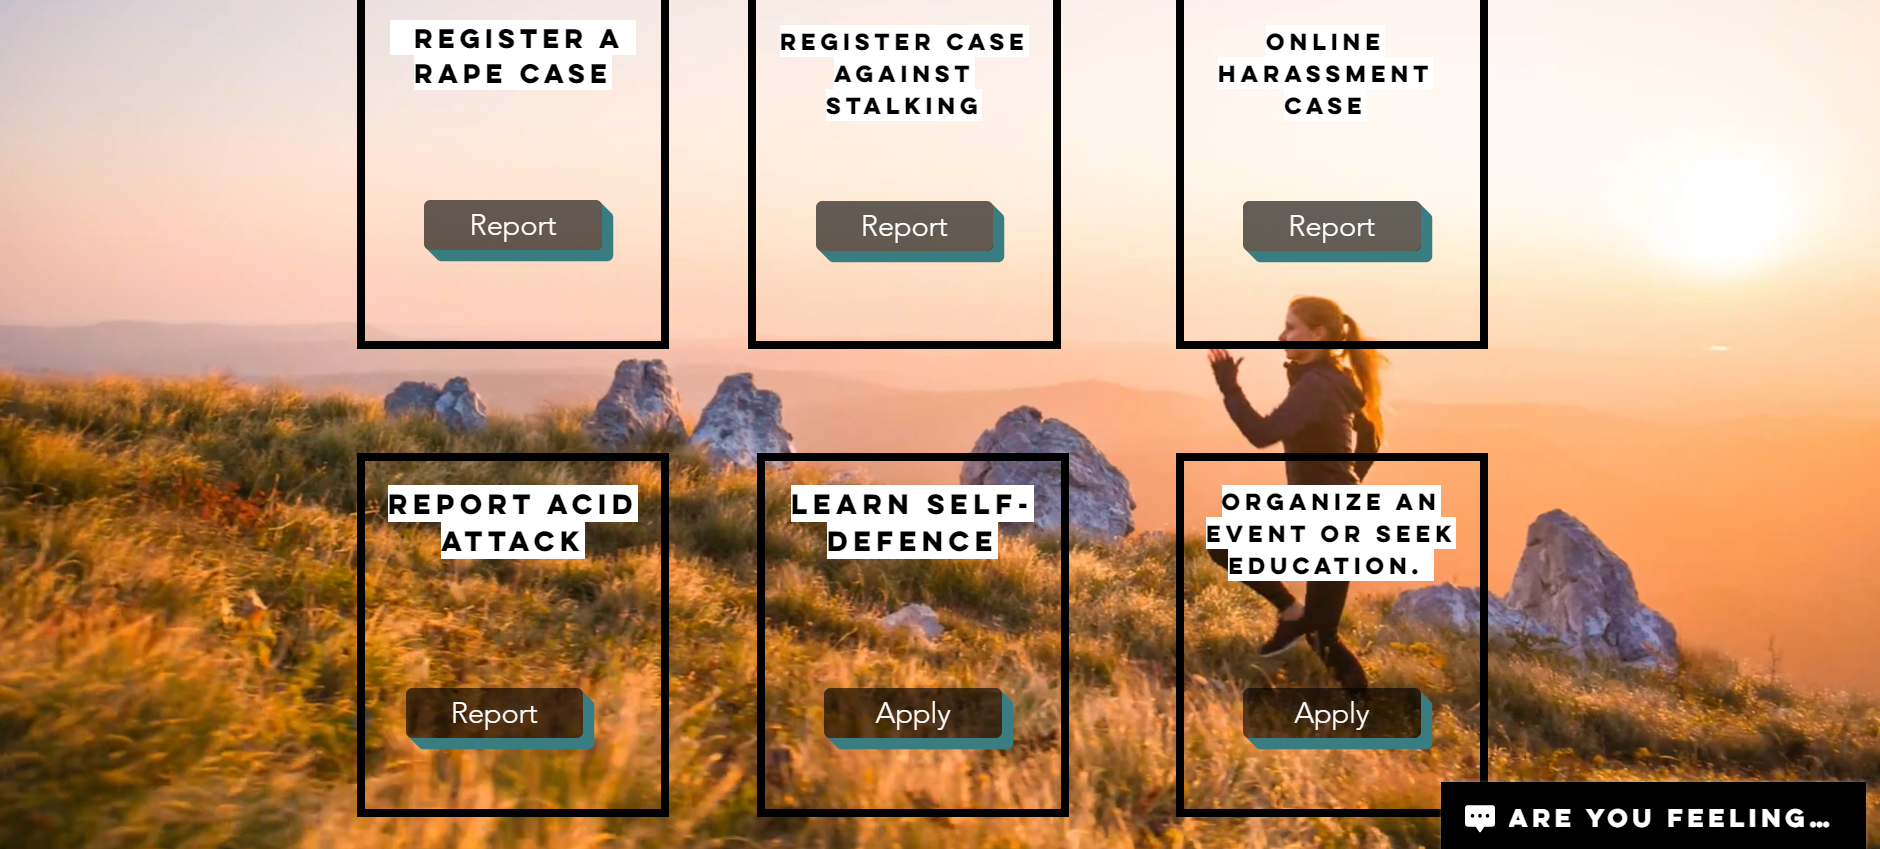 REGISTER A
RAPE CASE
Report
REGISTER CASE
AGAINST
STALKING
Report
ONLINE
HARASSMENT
CASE
Report
REPORT ACID
ATTACK
Report
LEARN SELF-
DEFENCE
Apply
ORGANIZE AN
EVENT OR SEEK
EDUCATION.
Apply
ARE YOU FEELING...